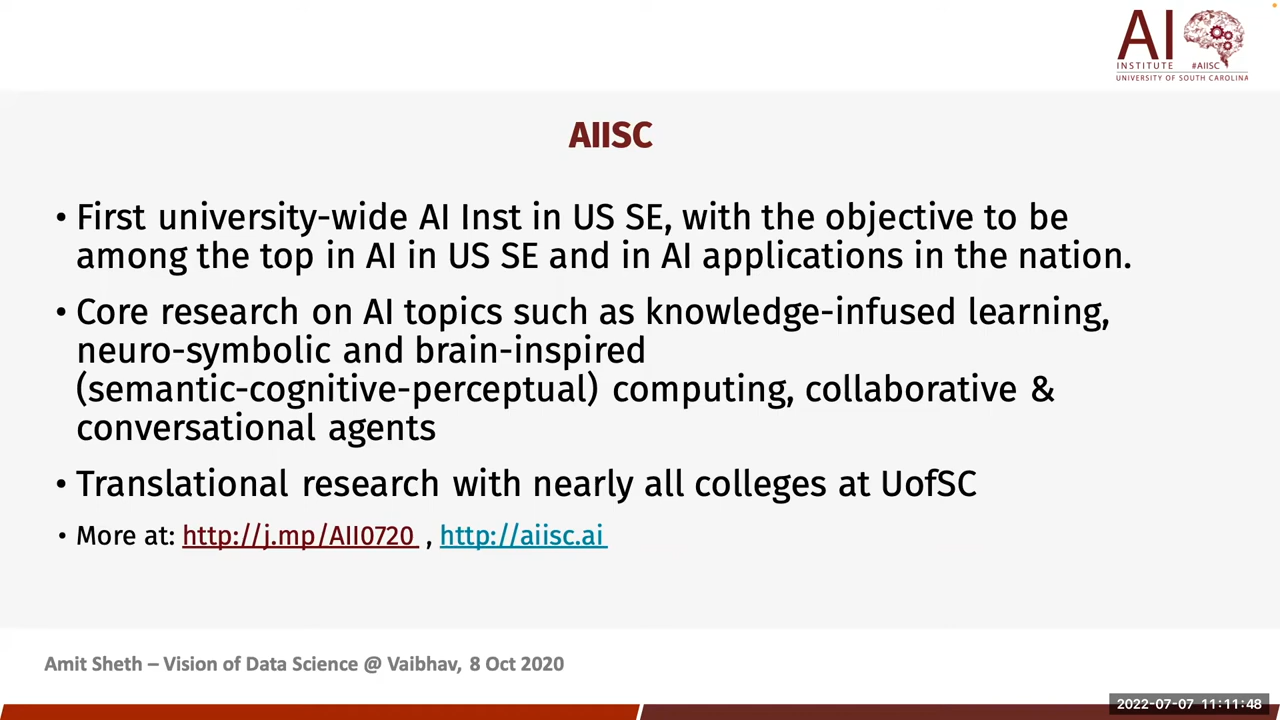 AI
INSTITUTE #AIISC
UNIVERSITY OF SOUTH CAROLINA
AIISC
• First university-wide AI Inst in US SE, with the objective to be
among the top in AI in US SE and in AI applications in the nation.
• Core research on AI topics such as knowledge-infused learning,
neuro-symbolic and brain-inspired
(semantic-cognitive-perceptual) computing, collaborative &
conversational agents
• Translational research with nearly all colleges at UofSC
• More at: http://j.mp/AII0720 , http://aiisc.ai
Amit Sheth – Vision of Data Science @ Vaibhav, 8 Oct 2020
2022-07-07 11:11:48